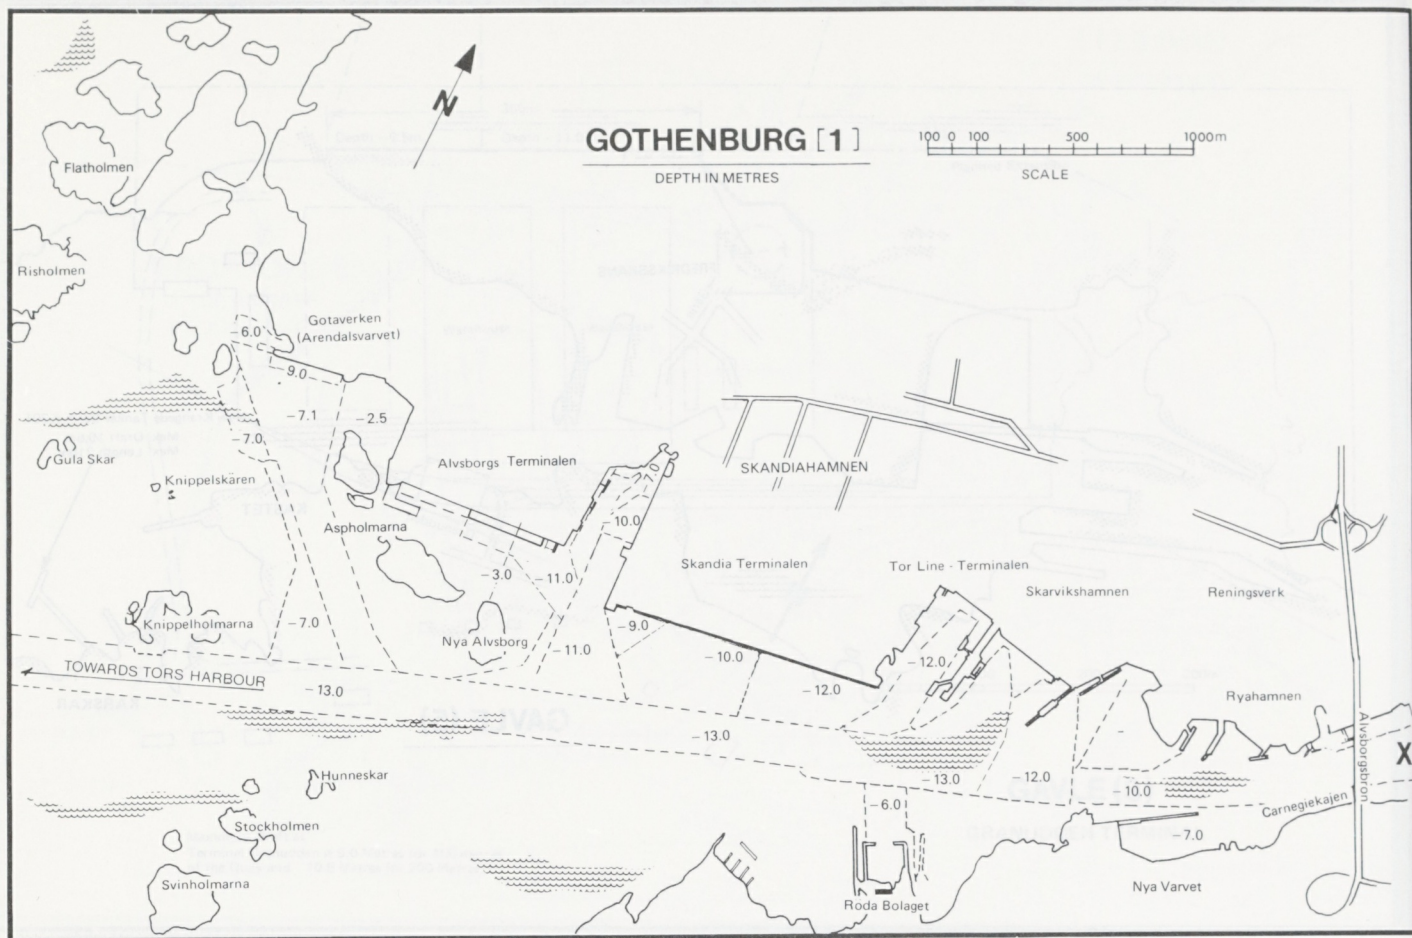 GOTHENBURG [1]
DEPTH IN METRES
100 0 100 500 1000m
SCALE
N
Flatholmen
Risholmen
Gotaverken
(Arendalsvarvet)
-6.0
-9.0
-7.1
-2.5
-7.0
Gula Skar
Knippelskären
Alvsborgs Terminalen
SKANDIAHAMNEN
-7.0
-10.0
Aspholmarna
Skandia Terminalen
Tor Line - Terminalen
Skarvikshamnen
Reningsverk
-3.0
-11.0
Knippelholmarna
-7.0
Nya Alvsborg
-9.0
-11.0
-10.0
-12.0
-12.0
TOWARDS TORS HARBOUR
-13.0
Ryahamnen
Alvsborgsbron
X
-13.0
-13.0
-12.0
-10.0
Hunneskar
-6.0
Carnegiekajen
Stockholmen
-7.0
Svinholmarna
Roda Bolaget
Nya Varvet